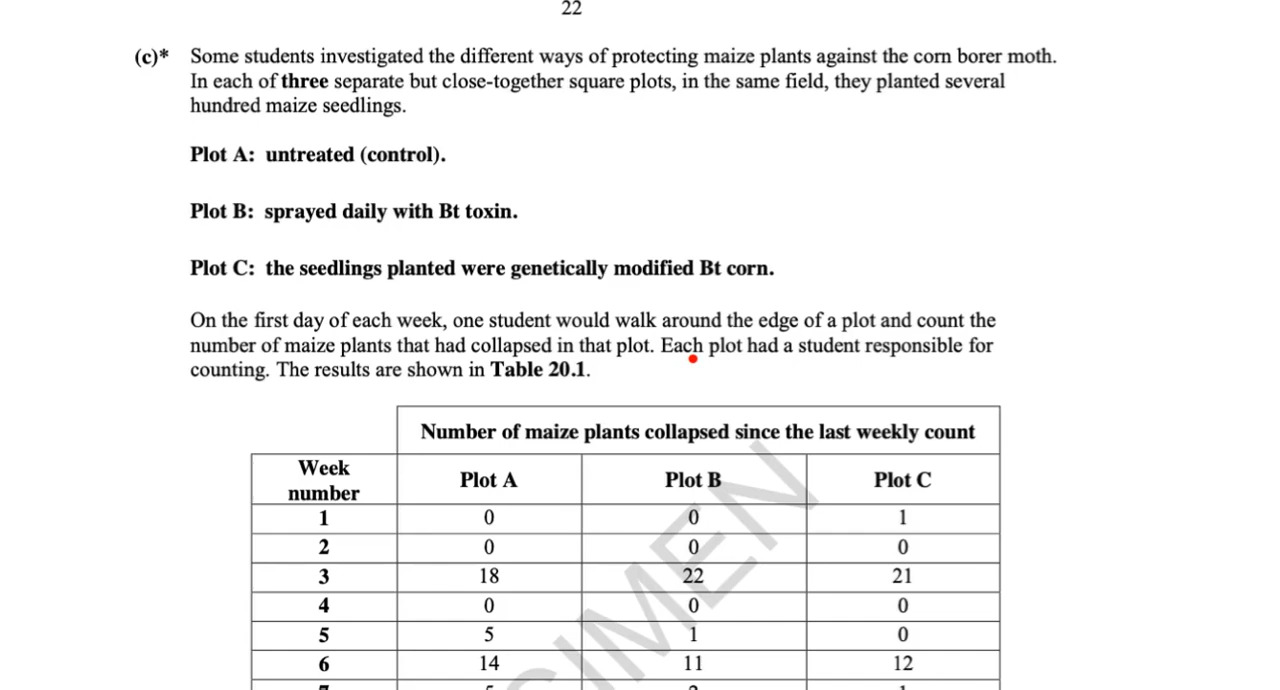 22
(c)* Some students investigated the different ways of protecting maize plants against the corn borer moth.
In each of three separate but close-together square plots, in the same field, they planted several
hundred maize seedlings.
Plot A: untreated (control).
Plot B: sprayed daily with Bt toxin.
Plot C: the seedlings planted were genetically modified Bt corn.
On the first day of each week, one student would walk around the edge of a plot and count the
number of maize plants that had collapsed in that plot. Each plot had a student responsible for
counting. The results are shown in Table 20.1.
Number of maize plants collapsed since the last weekly count
Week number Plot A Plot B Plot C
1 0 0 1
2 0 0 0
3 18 22 21
4 0 0 0
5 5 1 0
6 14 11 12